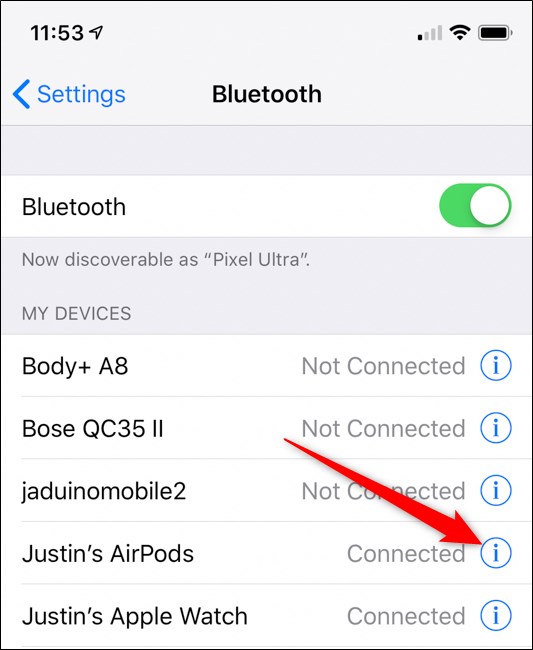 11:53
Settings Bluetooth
Bluetooth
Now discoverable as “Pixel Ultra”.
MY DEVICES
Body+ A8 Not Connected i
Bose QC35 II Not Connected i
jaduinomobile2 Not Connected i
Justin’s AirPods Connected i
Justin’s Apple Watch Connected i